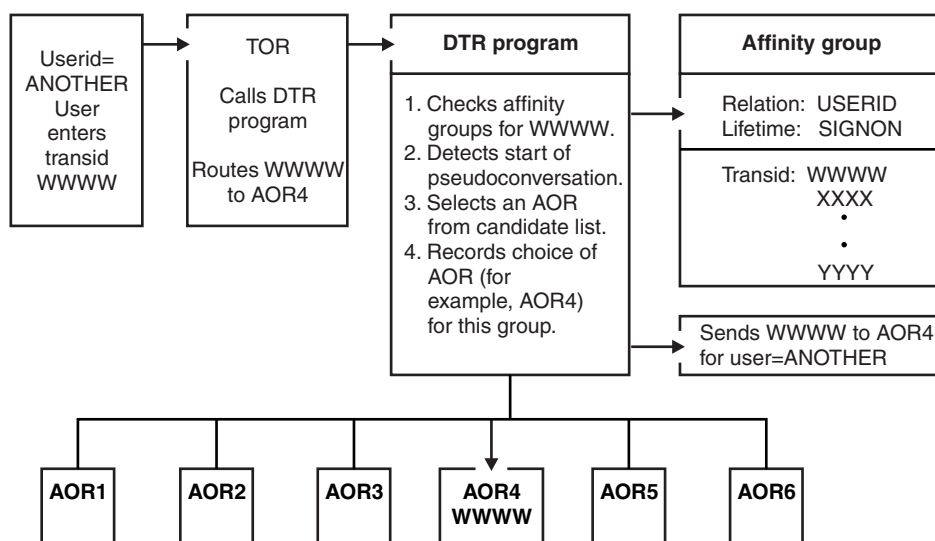 Userid=
ANOTHER
User
enters
transid
WWWW
TOR
Calls DTR
program
Routes WWWW
to AOR4
DTR program
1. Checks affinity
groups for WWWW.
2. Detects start of
pseudoconversation.
3. Selects an AOR
from candidate list.
4. Records choice of
AOR (for
example, AOR4)
for this group.
Affinity group
Relation: USERID
Lifetime: SIGNON
Transid: WWWW
XXXX
•
•
YYYY
Sends WWWW to AOR4
for user=ANOTHER
AOR1
AOR2
AOR3
AOR4
WWWW
AOR5
AOR6